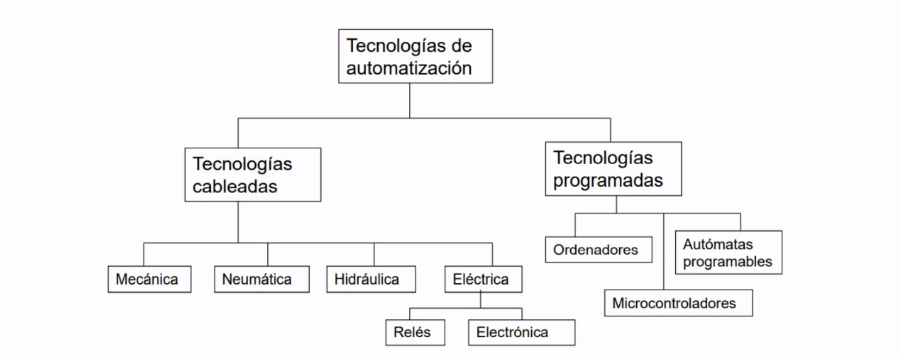 Tecnologías de
automatización
Tecnologías
cableadas
Tecnologías
programadas
Ordenadores
Autómatas
programables
Mecánica
Neumática
Hidráulica
Eléctrica
Microcontroladores
Relés
Electrónica